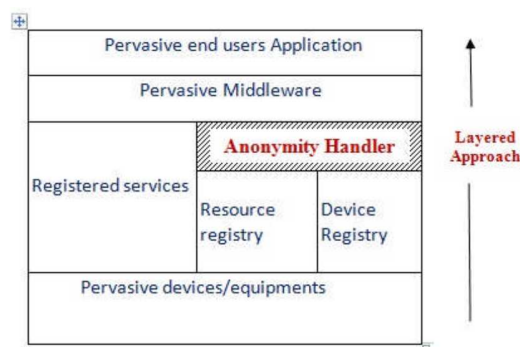 Pervasive end users Application
Pervasive Middleware
Anonymity Handler
Registered services
Resource
registry
Device
Registry
Pervasive devices/equipments
Layered
Approach